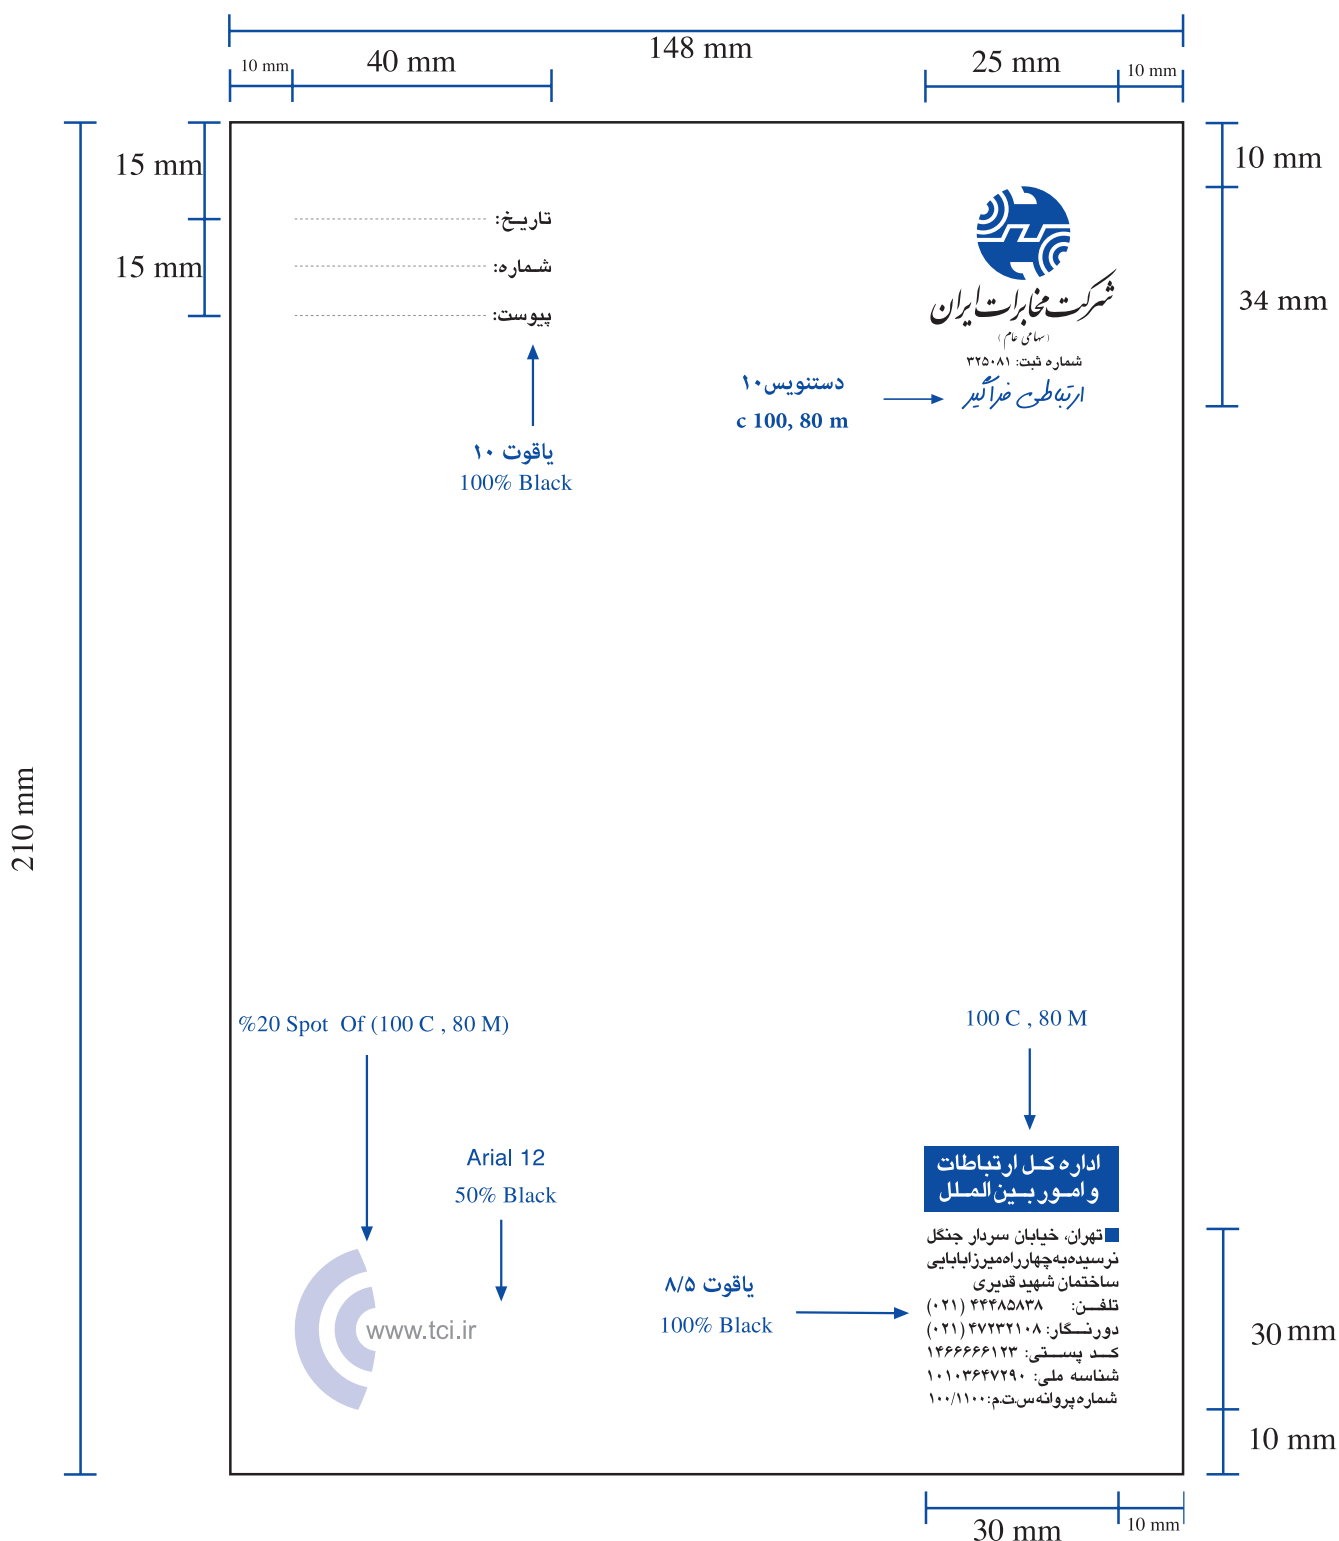 148 mm
10 mm
40 mm
25 mm
10 mm
15 mm
15 mm
10 mm
34 mm
تاریخ:
شماره:
پیوست:
شرکت مخابرات ایران
(سهامی عام)
شماره ثبت: ۳۲۵۰۸۱
ارتباطی فراگیر
دستنویس۱۰
c 100, 80 m
یاقوت ۱۰
100% Black
210 mm
%20 Spot Of (100 C , 80 M)
100 C , 80 M
Arial 12
50% Black
www.tci.ir
یاقوت ۸/۵
100% Black
اداره کل ارتباطات
و امور بین الملل
تهران، خیابان سردار جنگل
نرسیده‌به‌چهارراه‌میرزابابایی
ساختمان شهید قدیری
تلفن: ۴۴۴۸۵۸۳۸ (۰۲۱)
دورنگار: ۴۷۲۳۲۱۰۸ (۰۲۱)
کد پستی: ۱۴۶۶۶۶۶۱۲۳
شناسه ملی: ۱۰۱۰۳۶۴۷۲۹۰
شماره پروانه س.ت.م: ۱۰۰/۱۱۰۰
30 mm
10 mm
30 mm
10 mm